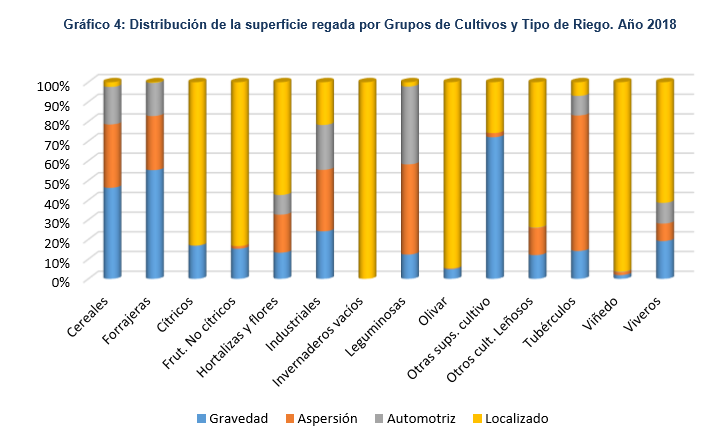 Gráfico 4: Distribución de la superficie regada por Grupos de Cultivos y Tipo de Riego. Año 2018
100%
90%
80%
70%
60%
50%
40%
30%
20%
10%
0%
Cereales
Forrajeras
Cítricos
Frut. No cítricos
Hortalizas y flores
Industriales
Invernaderos vacíos
Leguminosas
Olivar
Otras sups. cultivo
Otros cult. Leñosos
Tubérculos
Viñedo
Viveros
Gravedad Aspersión Automotriz Localizado